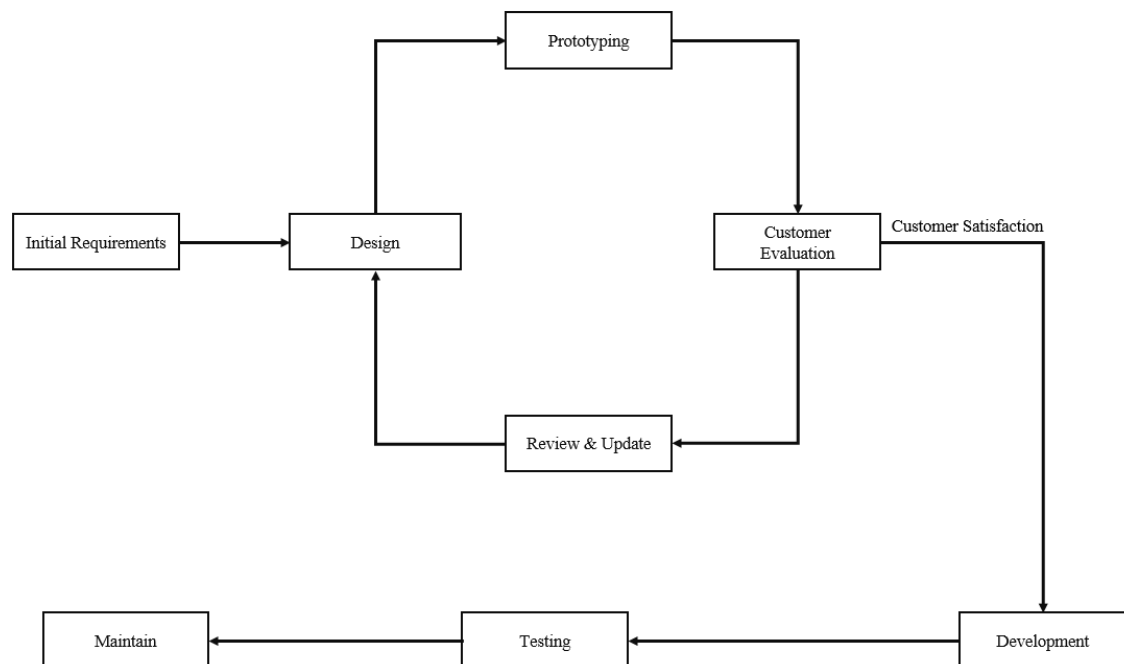 Prototyping
Initial Requirements
Design
Customer
Evaluation
Customer Satisfaction
Review & Update
Maintain
Testing
Development